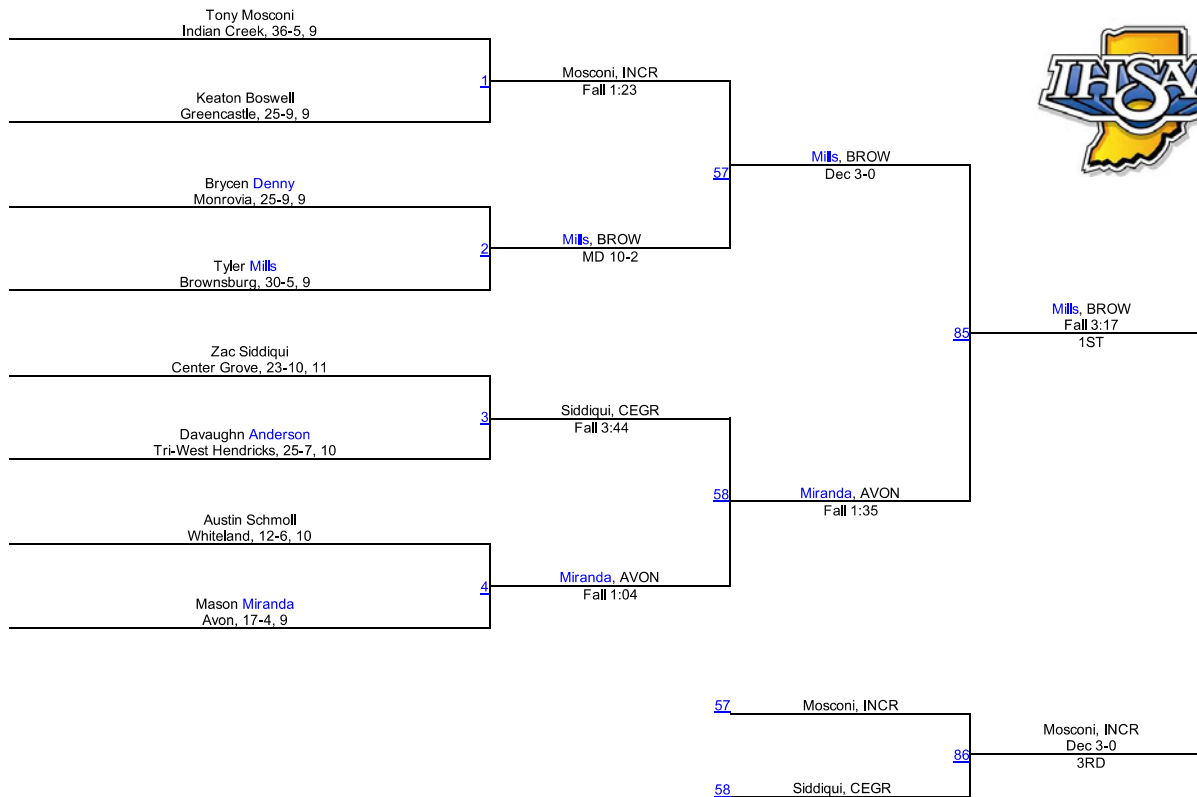 Tony Mosconi
Indian Creek, 36-5, 9
Keaton Boswell
Greencastle, 25-9, 9
1
Mosconi, INCR
Fall 1:23
Brycen Denny
Monrovia, 25-9, 9
Tyler Mills
Brownsburg, 30-5, 9
2
Mills, BROW
MD 10-2
57
Mills, BROW
Dec 3-0
Zac Siddiqui
Center Grove, 23-10, 11
Davaughn Anderson
Tri-West Hendricks, 25-7, 10
3
Siddiqui, CEGR
Fall 3:44
Austin Schmoll
Whiteland, 12-6, 10
Mason Miranda
Avon, 17-4, 9
4
Miranda, AVON
Fall 1:04
58
Miranda, AVON
Fall 1:35
85
Mills, BROW
Fall 3:17
1ST
57
Mosconi, INCR
58
Siddiqui, CEGR
86
Mosconi, INCR
Dec 3-0
3RD
IHSAA